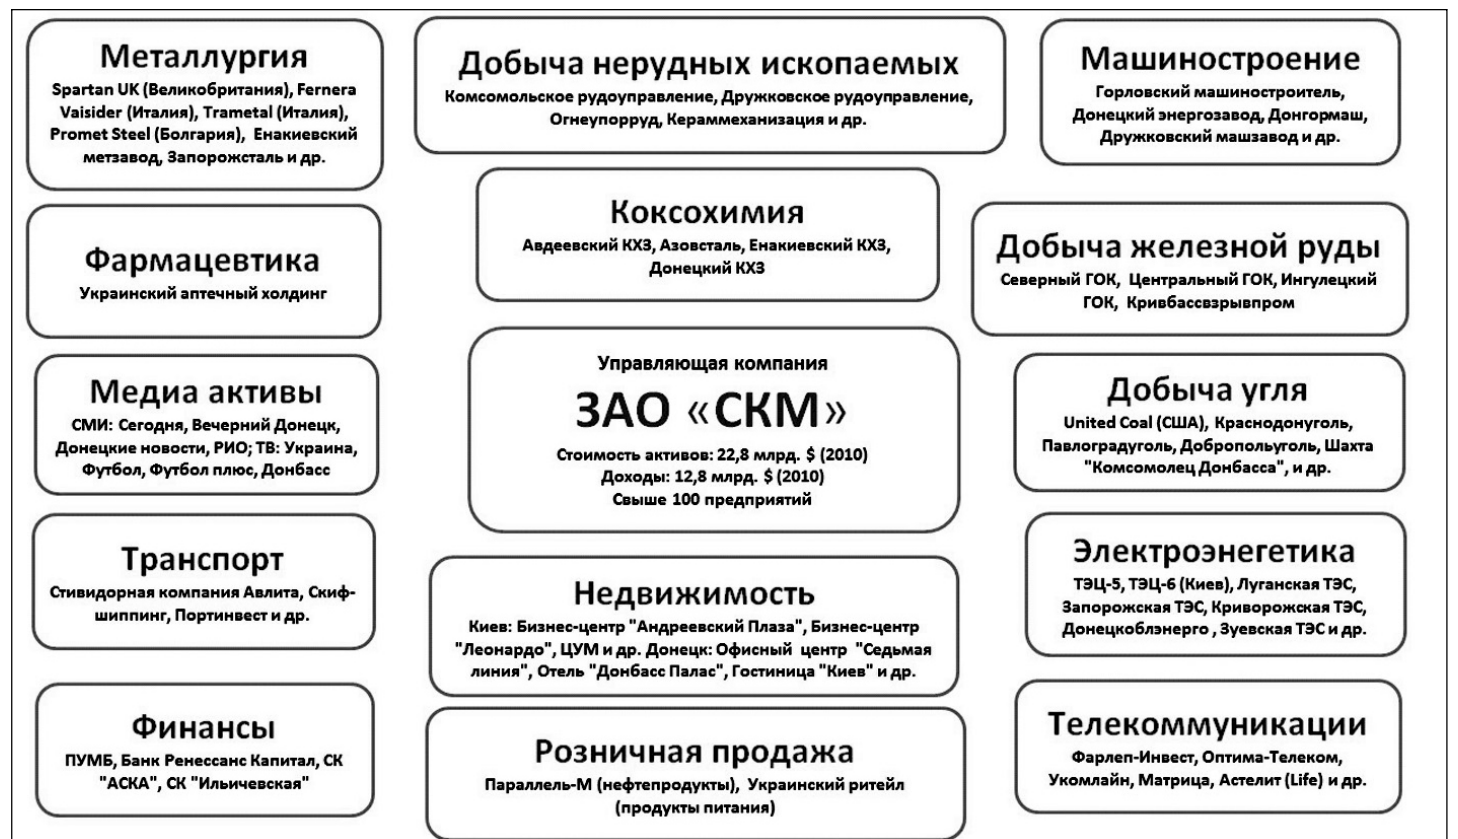 Металлургия
Spartan UK (Великобритания), Fernera
Vaisider (Италия), Trametal (Италия),
Promet Steel (Болгария), Енакиевский
метзавод, Запорожсталь и др.
Добыча нерудных ископаемых
Комсомольское рудоуправление, Дружковское рудоуправление,
Огнеупорруд, Кераммеханизация и др.
Машиностроение
Горловский машиностритель,
Донецкий энергозавод, Донгормаш,
Дружковский машзавод и др.
Фармацевтика
Украинский аптечный холдинг
Коксохимия
Авдеевский КХЗ, Азовсталь, Енакиевский КХЗ,
Донецкий КХЗ
Добыча железной руды
Северный ГОК, Центральный ГОК, Ингулецкий
ГОК, Кривбассвзрывпром
Медиа активы
СМИ: Сегодня, Вечерний Донецк,
Донецкие новости, РИО; ТВ: Украина,
Футбол, Футбол плюс, Донбасс
Управляющая компания
ЗАО «СКМ»
Стоимость активов: 22,8 млрд. $ (2010)
Доходы: 12,8 млрд. $ (2010)
Свыше 100 предприятий
Добыча угля
United Coal (США), Краснодонуголь,
Павлоградуголь, Добропольуголь, Шахта
"Комсомолец Донбасса", и др.
Транспорт
Стивидорная компания Авлита, Скиф-
шиппинг, Портинвест и др.
Недвижимость
Киев: Бизнес-центр "Андреевский Плаза", Бизнес-центр
"Леонардо", ЦУМ и др. Донецк: Офисный центр "Седьмая
линия", Отель "Донбасс Палас", Гостиница "Киев" и др.
Электроэнегетика
ТЭЦ-5, ТЭЦ-6 (Киев), Луганская ТЭС,
Запорожская ТЭС, Криворожская ТЭС,
Донецкоблэнерго , Зуевская ТЭС и др.
Финансы
ПУМБ, Банк Ренессанс Капитал, СК
"АСКА", СК "Ильичевская"
Розничная продажа
Параллель-М (нефтепродукты), Украинский ритейл
(продукты питания)
Телекоммуникации
Фарлеп-Инвест, Оптима-Телеком,
Укомлайн, Матрица, Астелит (Life) и др.